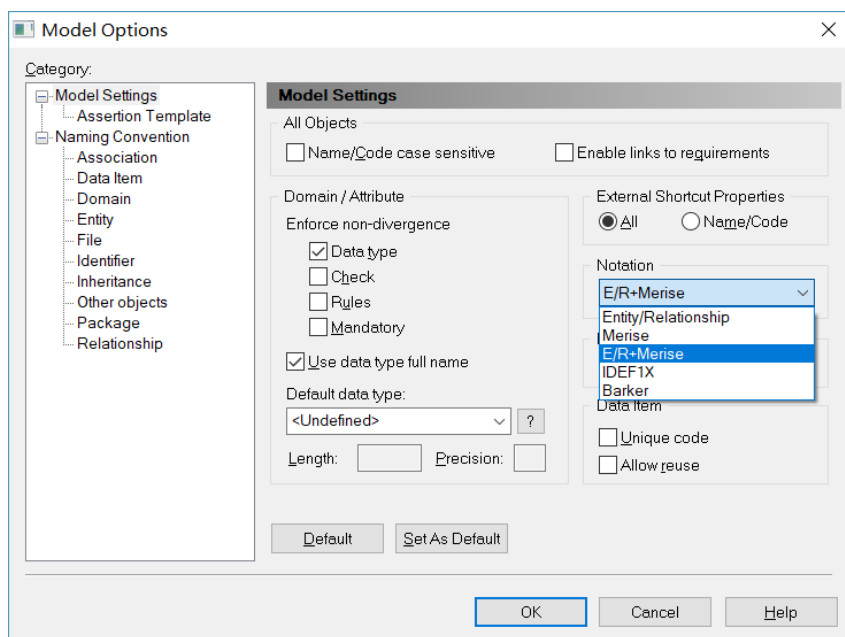 Model Options
Category:
Model Settings
Assertion Template
Naming Convention
Association
Data Item
Domain
Entity
File
Identifier
Inheritance
Other objects
Package
Relationship
Model Settings
All Objects
Name/Code case sensitive
Enable links to requirements
Domain / Attribute
Enforce non-divergence
Data type
Check
Rules
Mandatory
Use data type full name
Default data type:
<Undefined>
?
Length:
Precision:
External Shortcut Properties
All
Name/Code
Notation
E/R+Merise
Entity/Relationship
Merise
E/R+Merise
IDEF1X
Barker
Data Item
Unique code
Allow reuse
Default
Set As Default
OK
Cancel
Help